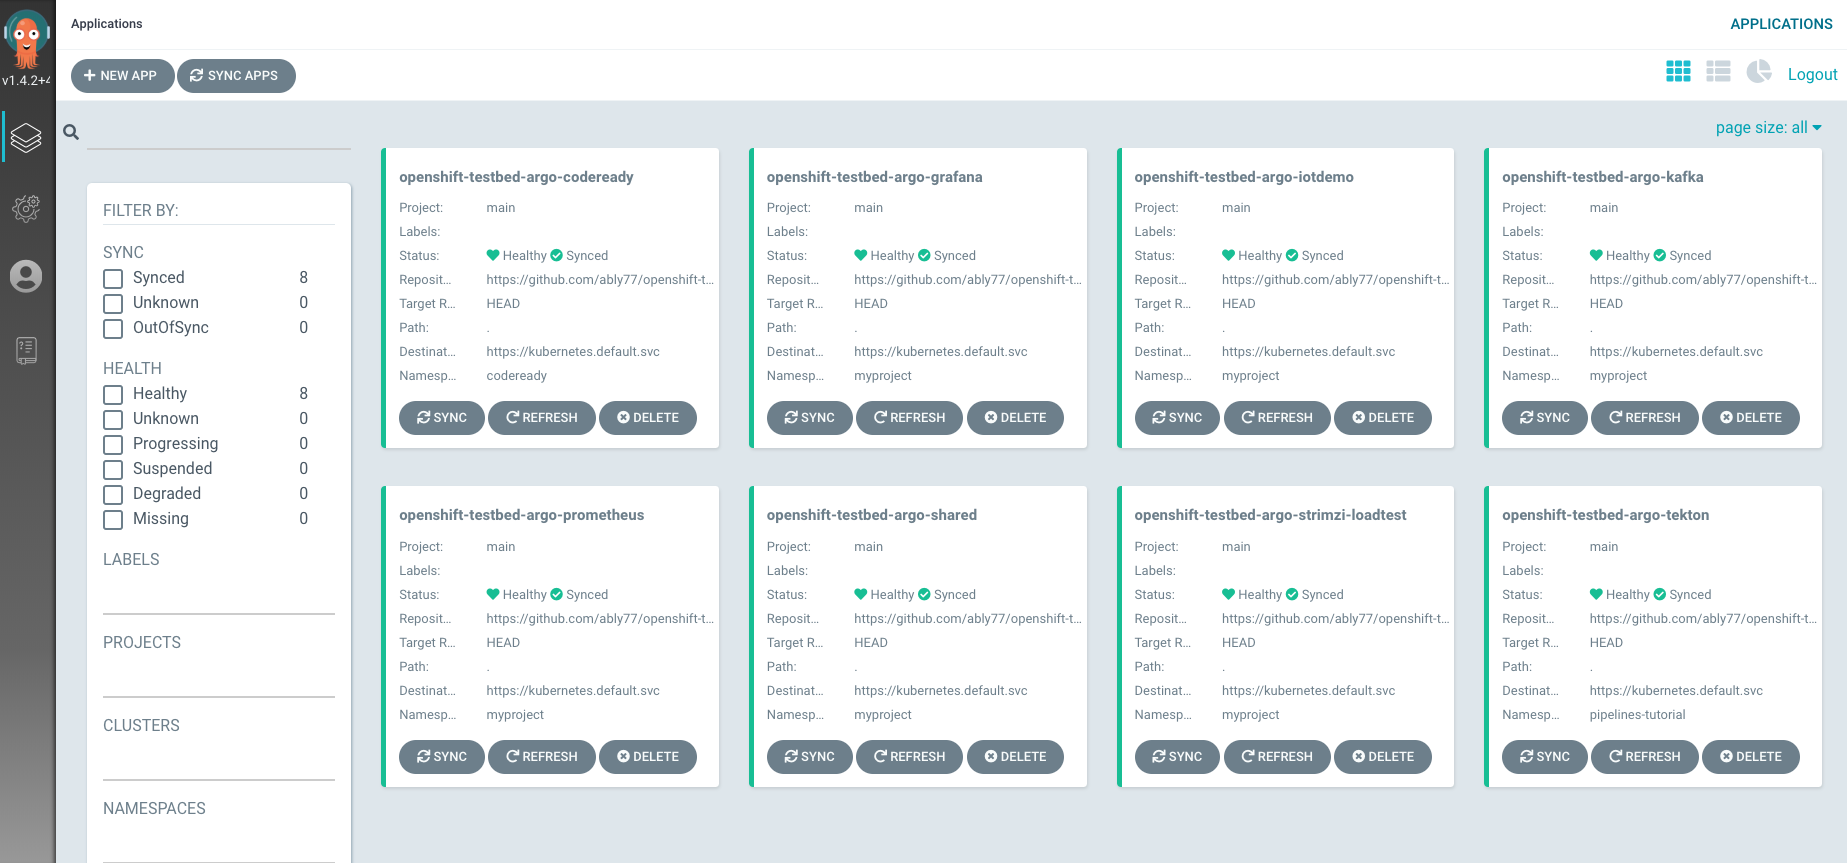 Applications
APPLICATIONS
v1.4.2+4
NEW APP SYNC APPS
Logout
page size: all
FILTER BY:
SYNC
Synced 8
Unknown 0
OutOfSync 0
HEALTH
Healthy 8
Unknown 0
Progressing 0
Suspended 0
Degraded 0
Missing 0
LABELS
PROJECTS
CLUSTERS
NAMESPACES
openshift-testbed-argo-codeready
Project: main
Labels:
Status: Healthy Synced
Reposit... https://github.com/ably77/openshift-t...
Target R... HEAD
Path: .
Destinat... https://kubernetes.default.svc
Namesp... codeready
SYNC REFRESH DELETE
openshift-testbed-argo-grafana
Project: main
Labels:
Status: Healthy Synced
Reposit... https://github.com/ably77/openshift-t...
Target R... HEAD
Path: .
Destinat... https://kubernetes.default.svc
Namesp... myproject
SYNC REFRESH DELETE
openshift-testbed-argo-iotdemo
Project: main
Labels:
Status: Healthy Synced
Reposit... https://github.com/ably77/openshift-t...
Target R... HEAD
Path: .
Destinat... https://kubernetes.default.svc
Namesp... myproject
SYNC REFRESH DELETE
openshift-testbed-argo-kafka
Project: main
Labels:
Status: Healthy Synced
Reposit... https://github.com/ably77/openshift-t...
Target R... HEAD
Path: .
Destinat... https://kubernetes.default.svc
Namesp... myproject
SYNC REFRESH DELETE
openshift-testbed-argo-prometheus
Project: main
Labels:
Status: Healthy Synced
Reposit... https://github.com/ably77/openshift-t...
Target R... HEAD
Path: .
Destinat... https://kubernetes.default.svc
Namesp... myproject
SYNC REFRESH DELETE
openshift-testbed-argo-shared
Project: main
Labels:
Status: Healthy Synced
Reposit... https://github.com/ably77/openshift-t...
Target R... HEAD
Path: .
Destinat... https://kubernetes.default.svc
Namesp... myproject
SYNC REFRESH DELETE
openshift-testbed-argo-strimzi-loadtest
Project: main
Labels:
Status: Healthy Synced
Reposit... https://github.com/ably77/openshift-t...
Target R... HEAD
Path: .
Destinat... https://kubernetes.default.svc
Namesp... myproject
SYNC REFRESH DELETE
openshift-testbed-argo-tekton
Project: main
Labels:
Status: Healthy Synced
Reposit... https://github.com/ably77/openshift-t...
Target R... HEAD
Path: .
Destinat... https://kubernetes.default.svc
Namesp... pipelines-tutorial
SYNC REFRESH DELETE